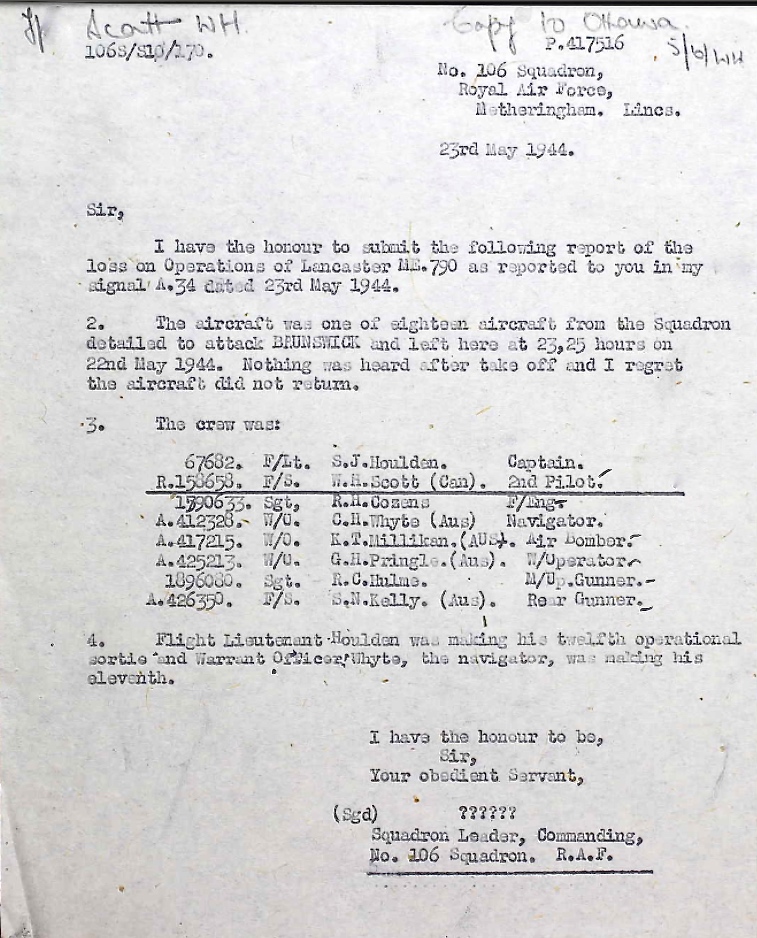 Scott WH.
Copy to Ottawa.
106S/S10/170.
P.417516
5/6/44
No. 106 Squadron,
Royal Air Force,
Metheringham. Lincs.
23rd May 1944.
Sir,
I have the honour to submit the following report of the
loss on Operations of Lancaster ME.790 as reported to you in my
signal A.34 dated 23rd May 1944.
2. The aircraft was one of eighteen aircraft from the Squadron
detailed to attack BRUNSWICK and left here at 23,25 hours on
22nd May 1944. Nothing was heard after take off and I regret
the aircraft did not return.
3. The crew was:
67682. F/Lt. S.J.Houlden. Captain.
R.158658. F/S. W.H.Scott (Can). 2nd Pilot.
1590633. Sgt, R.H.Cozens F/Eng.
A.412328. W/O. C.H.Whyte (Aus) Navigator.
A.417215. W/O. K.T.Millikan.(AUS). Air Bomber.
A.425213. W/O. G.H.Pringle.(Aus). W/Operator.
1896080. Sgt. R.C.Hulme. M/Up.Gunner.
A.426350. F/S. S.N.Kelly. (Aus). Rear Gunner.
4. Flight Lieutenant Houlden was making his twelfth operational
sortie and Warrant Officer Whyte, the navigator, was making his
eleventh.
I have the honour to be,
Sir,
Your obedient Servant,
(Sgd) ??????
Squadron Leader, Commanding,
No. 106 Squadron. R.A.F.